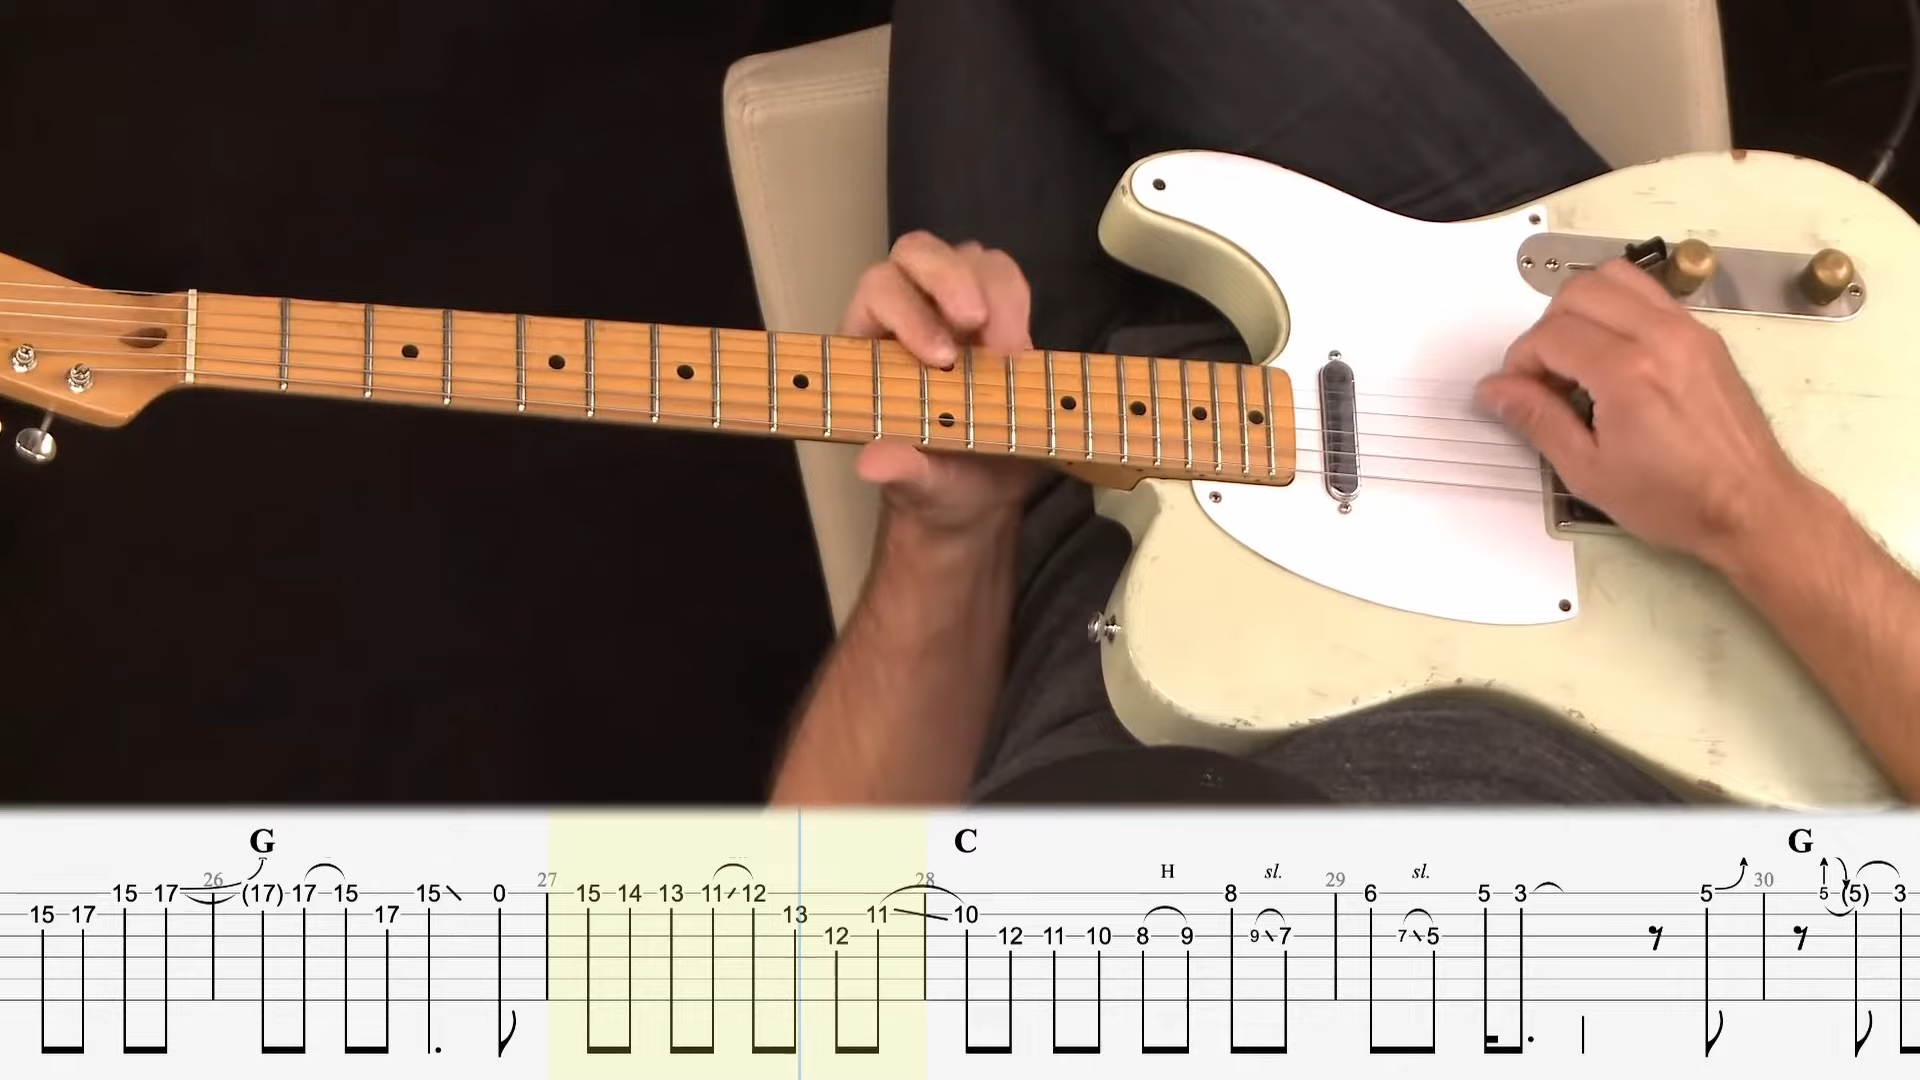 G C G
H sl. sl.
26 27 28 29 30
15 17 (17) 17 15 15 0 15 14 13 11 12 8 6 5 3 5 5 (5) 3
15 17 17 13 11 10
12 12 11 10 8 9 9 7 7 5